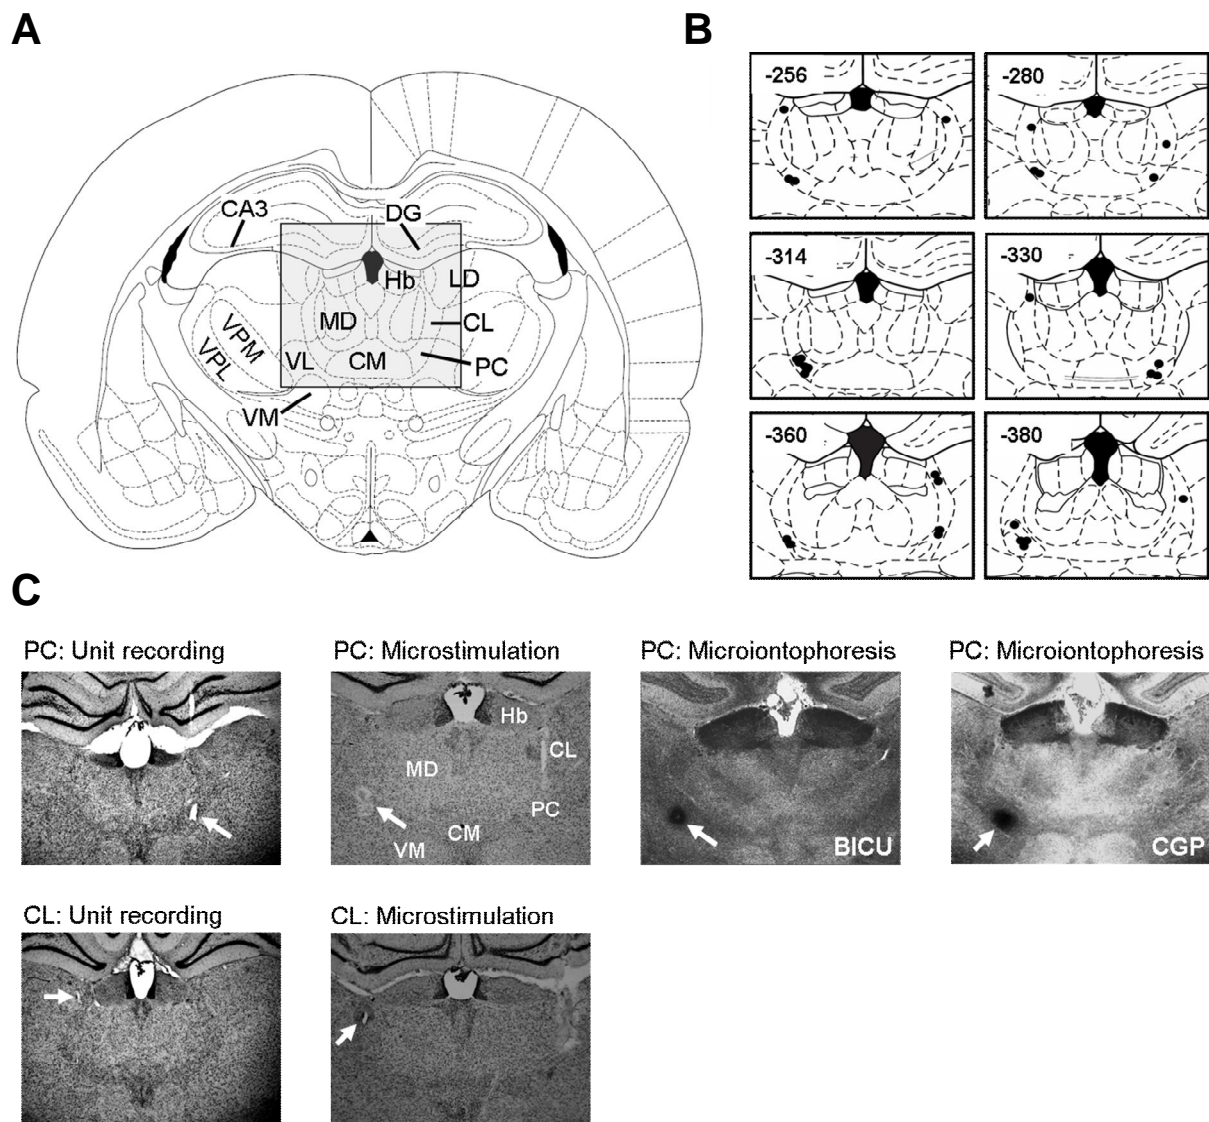 A
CA3
DG
Hb
LD
MD
CL
VPM
VPL
VL
CM
PC
VM
B
-256
-280
-314
-330
-360
-380
C
PC: Unit recording
PC: Microstimulation
Hb
CL
MD
PC
CM
VM
PC: Microiontophoresis
BICU
PC: Microiontophoresis
CGP
CL: Unit recording
CL: Microstimulation